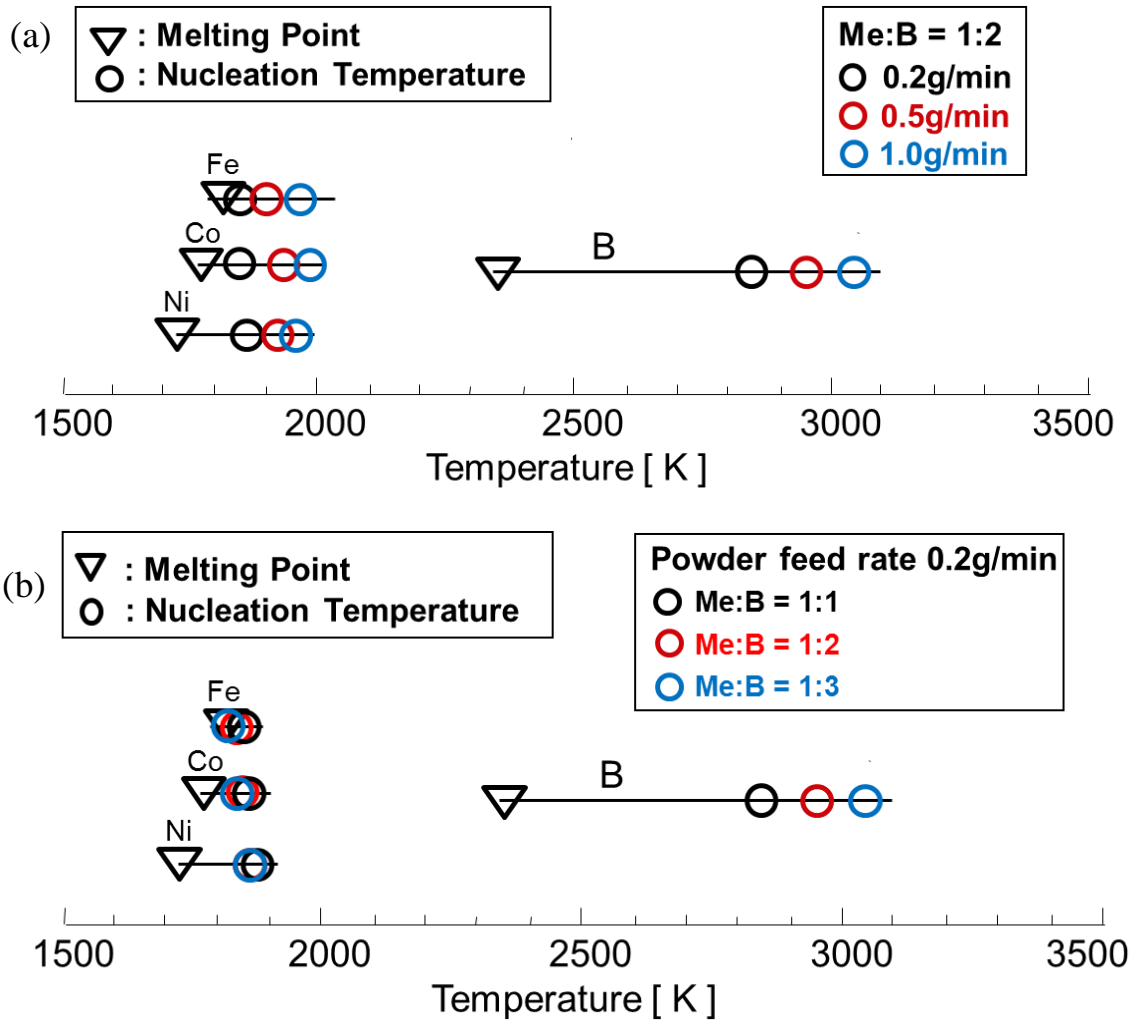 (a)
: Melting Point
: Nucleation Temperature
Me:B = 1:2
0.2g/min
0.5g/min
1.0g/min
Fe
Co
B
Ni
1500 2000 2500 3000 3500
Temperature [ K ]
(b)
: Melting Point
: Nucleation Temperature
Powder feed rate 0.2g/min
Me:B = 1:1
Me:B = 1:2
Me:B = 1:3
Fe
Co
B
Ni
1500 2000 2500 3000 3500
Temperature [ K ]